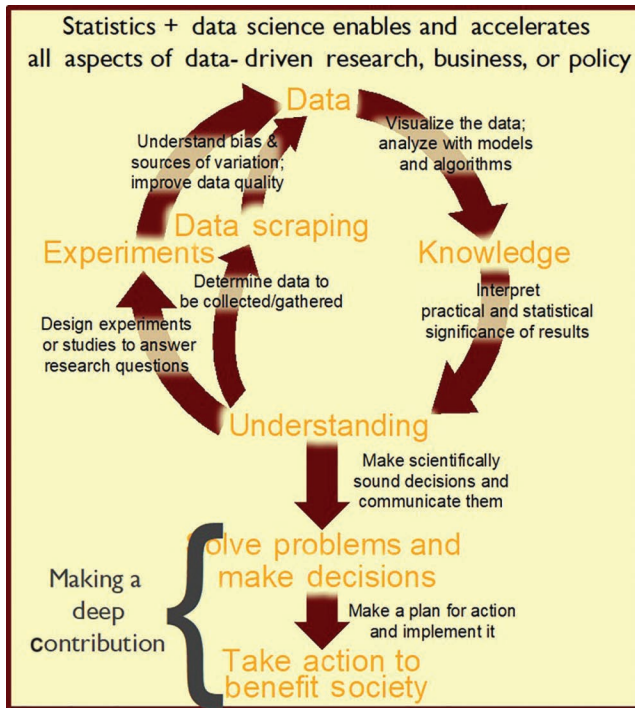 Statistics + data science enables and accelerates
all aspects of data- driven research, business, or policy
Data
Understand bias &
sources of variation;
improve data quality
Visualize the data;
analyze with models
and algorithms
Data scraping
Experiments
Knowledge
Determine data to
be collected/gathered
Interpret
practical and statistical
significance of results
Design experiments
or studies to answer
research questions
Understanding
Make scientifically
sound decisions and
communicate them
Solve problems and
make decisions
Making a
deep
contribution
Make a plan for action
and implement it
Take action to
benefit society